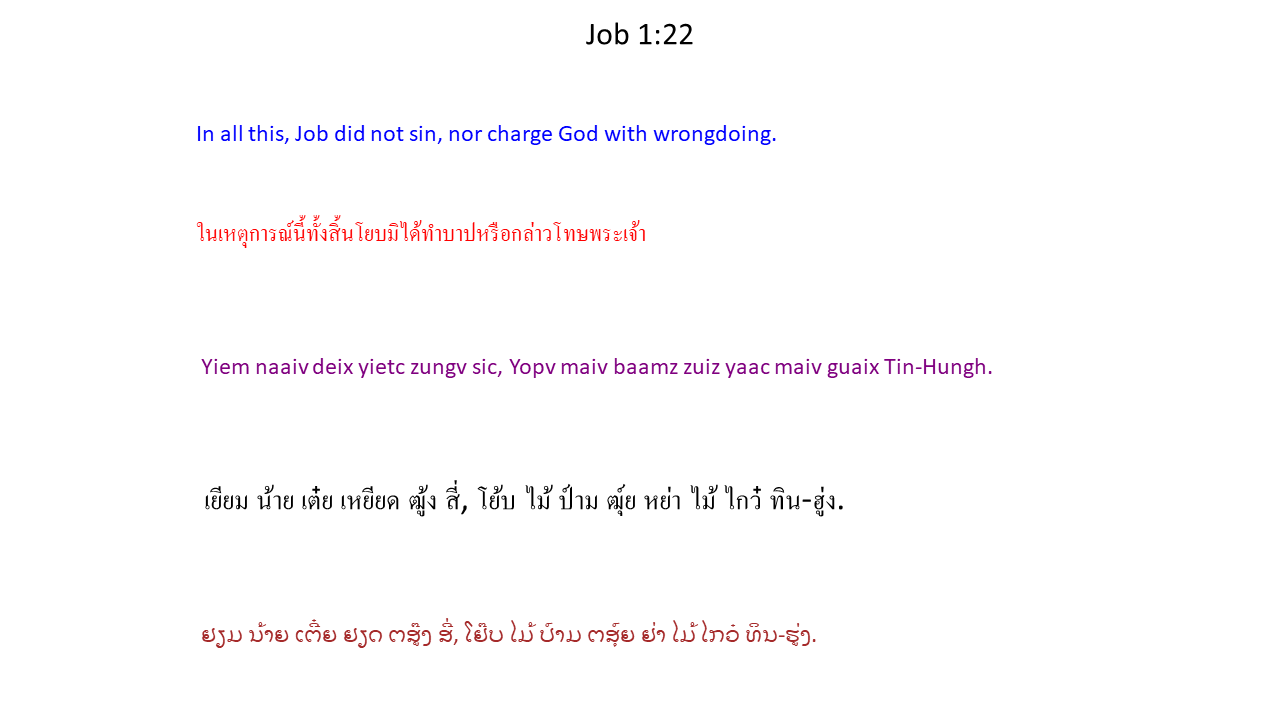 Job 1:22
In all this, Job did not sin, nor charge God with wrongdoing.
ในเหตุการณ์นี้ทั้งสิ้นโยบมิได้ทำบาปหรือกล่าวโทษพระเจ้า
Yiem naaiv deix yietc zungv sic, Yopv maiv baamz zuiz yaac maiv guaix Tin-Hungh.
เยียม น้าย เต๋ย เหยียด ฒู้ง สี่, โย้บ ไม้ ป์าม ฒุ์ย หย่า ไม้ ไกว๋ ทิน-ฮู่ง.
ຢຽມ ນ້າຍ ເຕີ໋ຍ ຢຽດ ຕສູ໊ງ ສີ່, ໂຢ໊ບ ໄມ້ ປ໌າມ ຕສຸ໌ຍ ຢ່າ ໄມ້ ໄກວ໋ ທິນ-ຮູ່ງ.